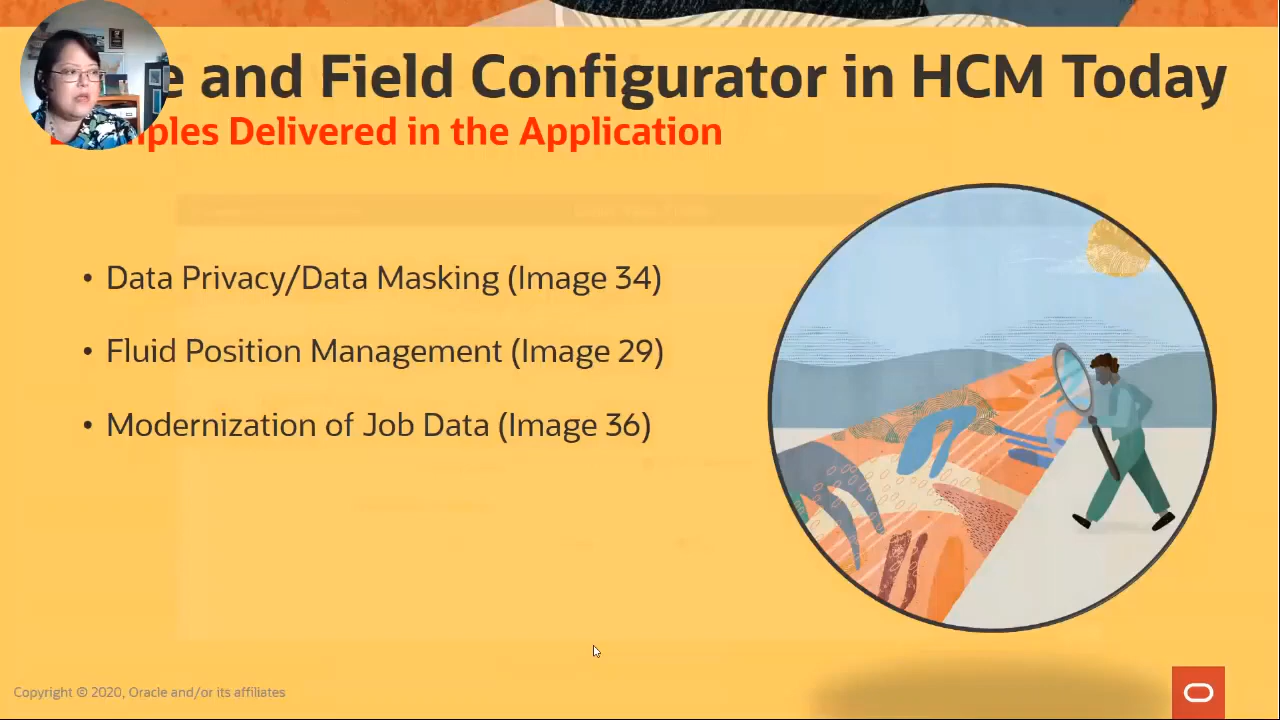 and Field Configurator in HCM Today
Delivered in the Application
• Data Privacy/Data Masking (Image 34)
• Fluid Position Management (Image 29)
• Modernization of Job Data (Image 36)
Copyright © 2020, Oracle and/or its affiliates